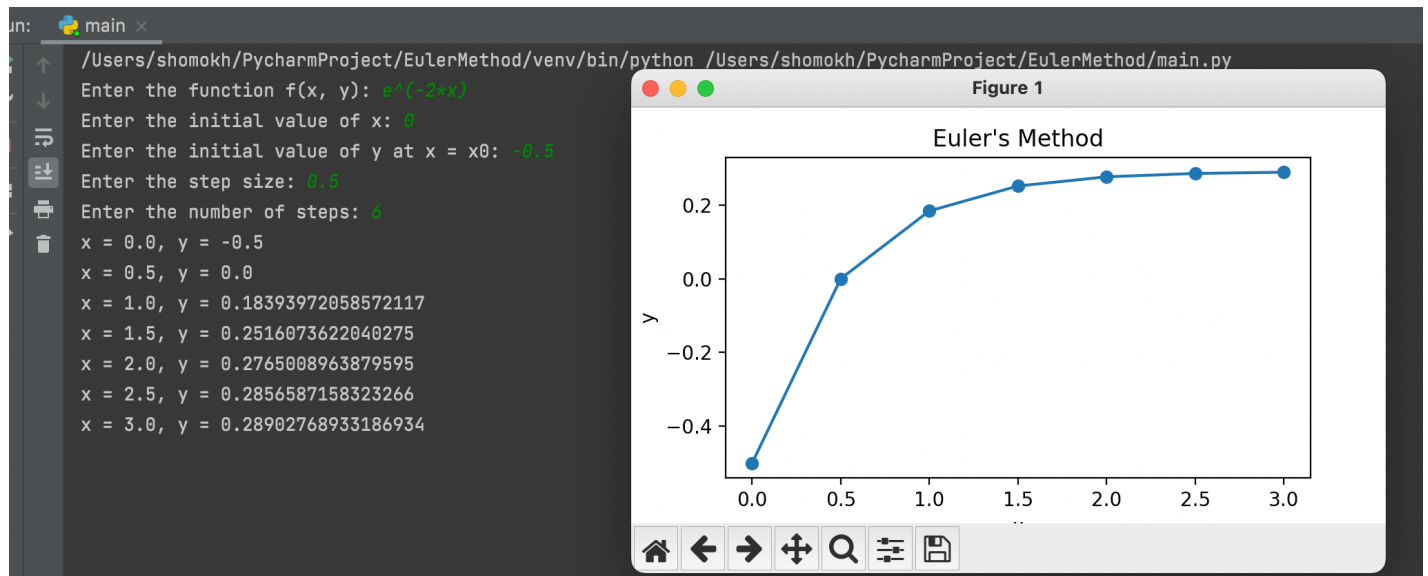 un: main ×
/Users/shomokh/PycharmProject/EulerMethod/venv/bin/python /Users/shomokh/PycharmProject/EulerMethod/main.py
Enter the function f(x, y): e^(-2*x)
Enter the initial value of x: 0
Enter the initial value of y at x = x0: -0.5
Enter the step size: 0.5
Enter the number of steps: 6
x = 0.0, y = -0.5
x = 0.5, y = 0.0
x = 1.0, y = 0.18393972058572117
x = 1.5, y = 0.2516073622040275
x = 2.0, y = 0.2765008963879595
x = 2.5, y = 0.2856587158323266
x = 3.0, y = 0.28902768933186934
Figure 1
Euler's Method
0.2
0.0
−0.2
−0.4
y
0.0 0.5 1.0 1.5 2.0 2.5 3.0